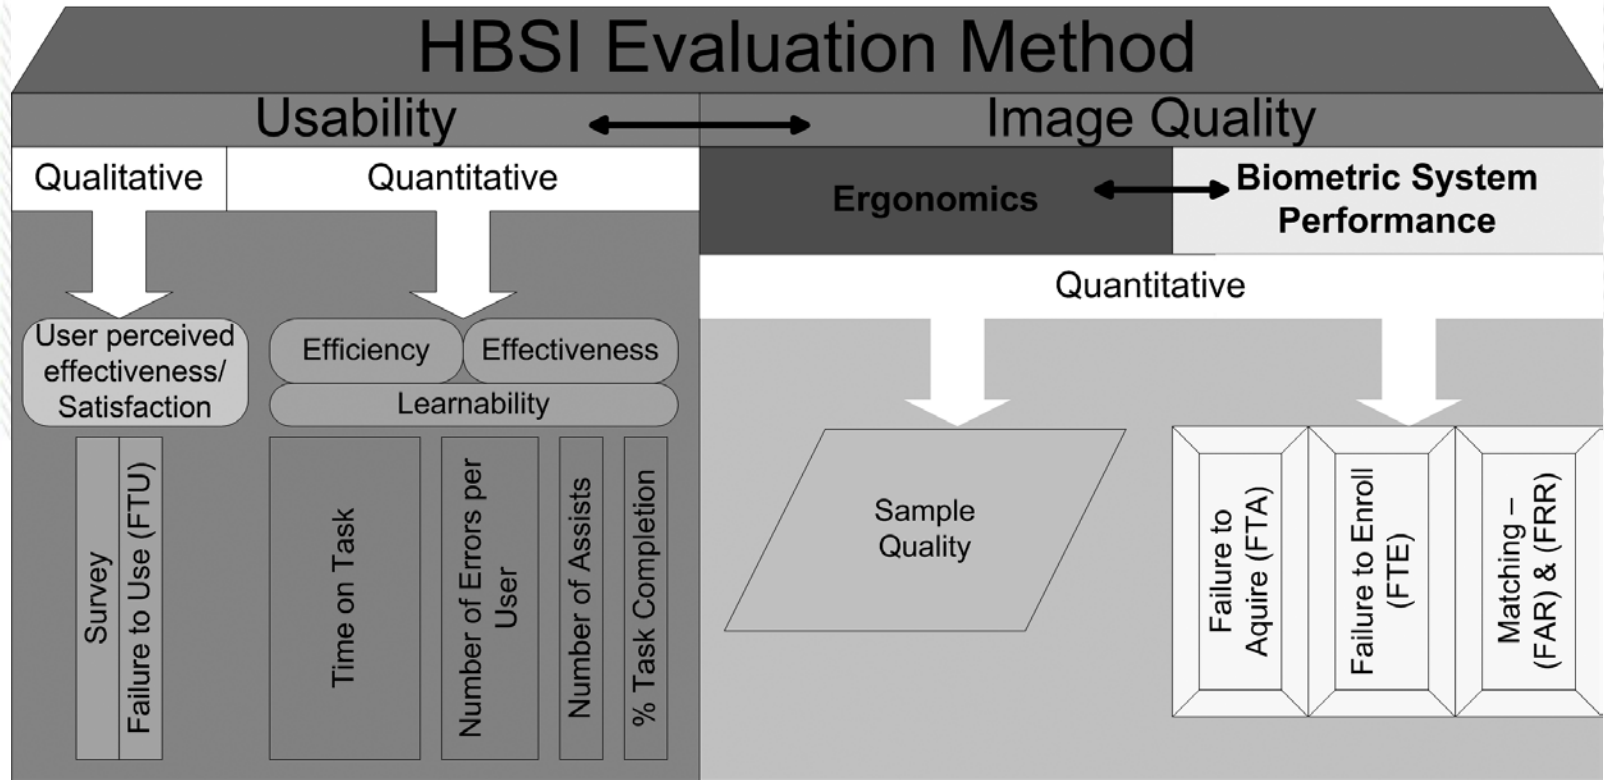 HBSI Evaluation Method
Usability
Image Quality
Qualitative
Quantitative
Ergonomics
Biometric System
Performance
Quantitative
User perceived
effectiveness/
Satisfaction
Efficiency
Effectiveness
Learnability
Survey
Failure to Use (FTU)
Time on Task
Number of Errors per
User
Number of Assists
% Task Completion
Sample
Quality
Failure to
Aquire (FTA)
Failure to Enroll
(FTE)
Matching –
(FAR) & (FRR)